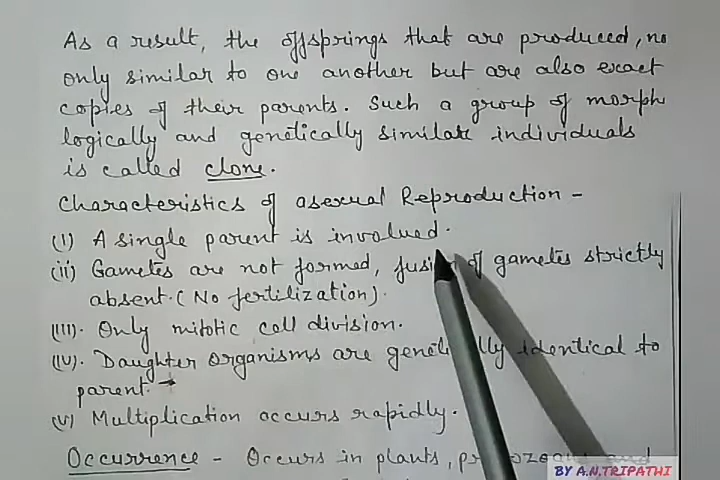 As a result, the offsprings that are produced, no
only similar to one another but are also exact
copies of their parents. Such a group of morph
logically and genetically similar individuals
is called clone.
Characteristics of asexual Reproduction -
(I) A single parent is involved.
(ii) Gametes are not formed, fusi of gametes strictly
absent. (No fertilization).
(III). Only mitotic cell division.
(IV). Daughter organisms are genetically identical to
parent. →
(V) Multiplication occurs rapidly.
Occurrence - Occurs in plants,
BY A.N.TRIPATHI